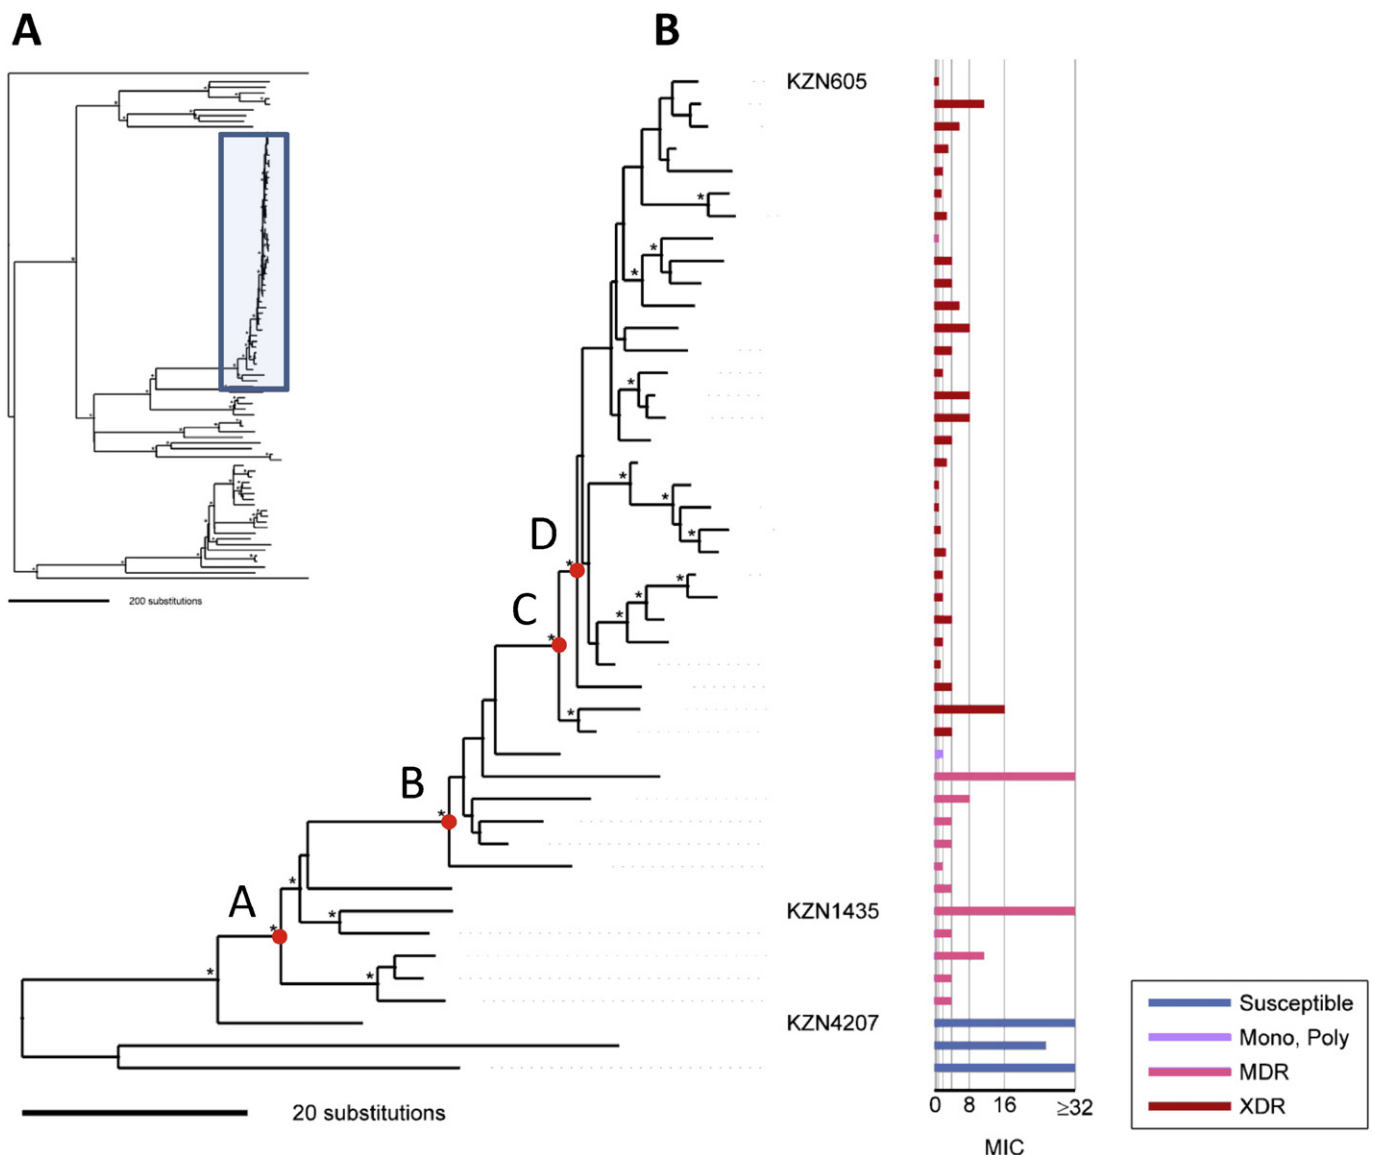 A
B
KZN605
200 substitutions
D
C
B
A
KZN1435
KZN4207
20 substitutions
0 8 16 ≥32
MIC
Susceptible
Mono, Poly
MDR
XDR